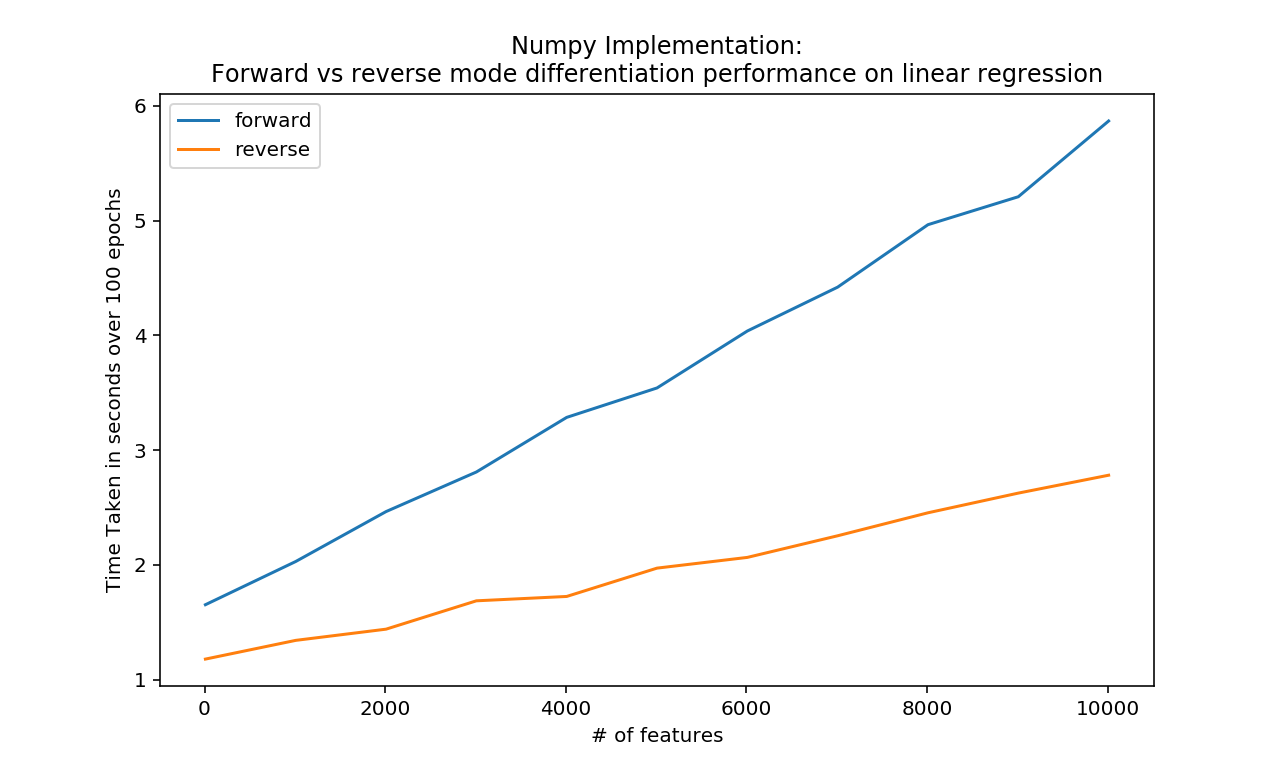 Numpy Implementation:
Forward vs reverse mode differentiation performance on linear regression
forward
reverse
Time Taken in seconds over 100 epochs
6
5
4
3
2
1
0
2000
4000
6000
8000
10000
# of features